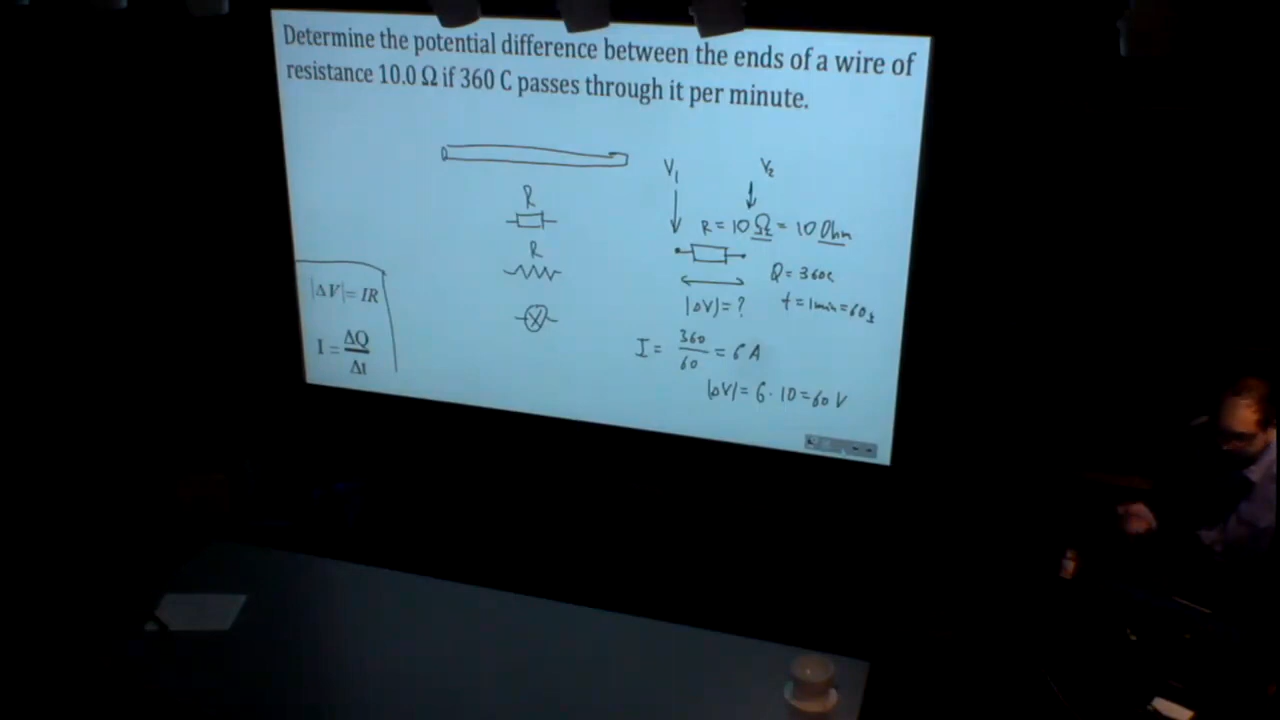 Determine the potential difference between the ends of a wire of
resistance 10.0 Ω if 360 C passes through it per minute.
V₁
V₂
R
R = 10 Ω = 10 Ohm
R
Q = 360C
|ΔV| = IR
|ΔV| = ?
t = 1min = 60s
I = ΔQ/Δt
I = 360/60 = 6 A
|ΔV| = 6 · 10 = 60 V